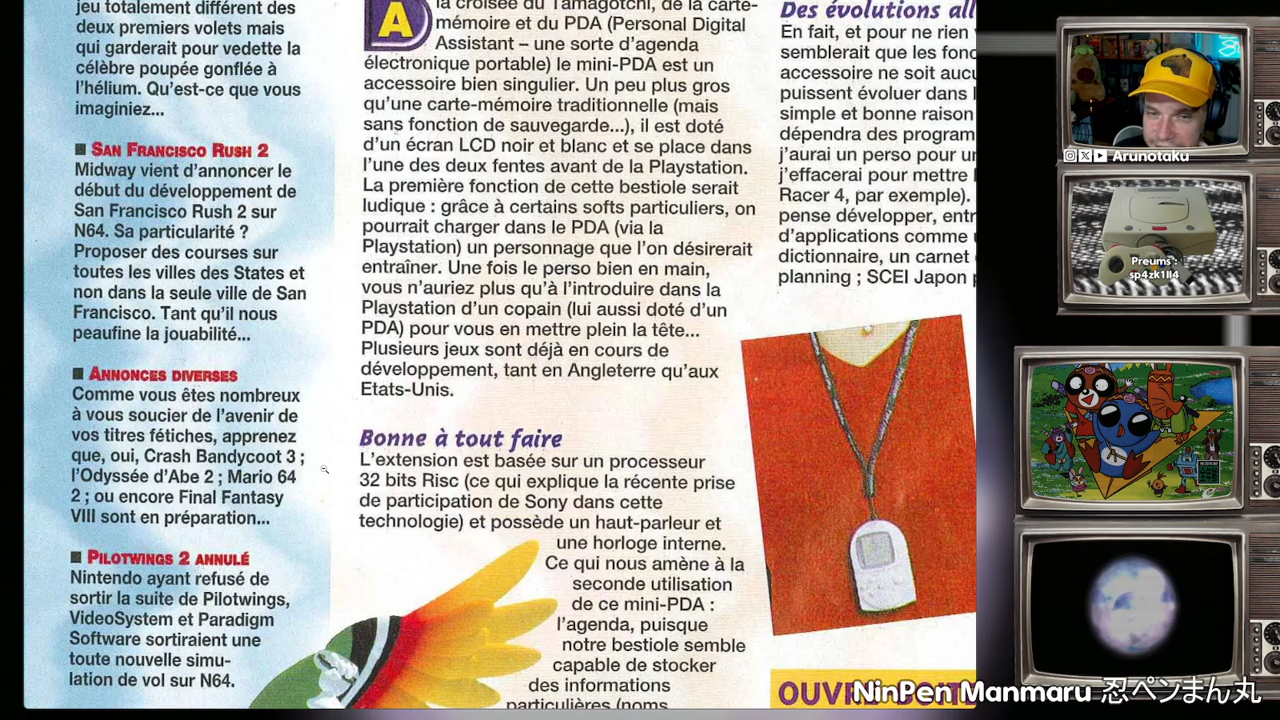 jeu totalement différent des
deux premiers volets mais
qui garderait pour vedette la
célèbre poupée gonflée à
l'hélium. Qu'est-ce que vous
imaginiez...
San Francisco Rush 2
Midway vient d'annoncer le
début du développement de
San Francisco Rush 2 sur
N64. Sa particularité ?
Proposer des courses sur
toutes les villes des States et
non dans la seule ville de San
Francisco. Tant qu'il nous
peaufine la jouabilité...
Annonces diverses
Comme vous êtes nombreux
à vous soucier de l'avenir de
vos titres fétiches, apprenez
que, oui, Crash Bandycoot 3 ;
l'Odyssée d'Abe 2 ; Mario 64
2 ; ou encore Final Fantasy
VIII sont en préparation...
Pilotwings 2 annulé
Nintendo ayant refusé de
sortir la suite de Pilotwings,
VideoSystem et Paradigm
Software sortiraient une
toute nouvelle simu-
lation de vol sur N64.
A
la croisée du Tamagotchi, de la carte-
mémoire et du PDA (Personal Digital
Assistant – une sorte d'agenda
électronique portable) le mini-PDA est un
accessoire bien singulier. Un peu plus gros
qu'une carte-mémoire traditionnelle (mais
sans fonction de sauvegarde...), il est doté
d'un écran LCD noir et blanc et se place dans
l'une des deux fentes avant de la Playstation.
La première fonction de cette bestiole serait
ludique : grâce à certains softs particuliers, on
pourrait charger dans le PDA (via la
Playstation) un personnage que l'on désirerait
entraîner. Une fois le perso bien en main,
vous n'auriez plus qu'à l'introduire dans la
Playstation d'un copain (lui aussi doté d'un
PDA) pour vous en mettre plein la tête...
Plusieurs jeux sont déjà en cours de
développement, tant en Angleterre qu'aux
Etats-Unis.
Bonne à tout faire
L'extension est basée sur un processeur
32 bits Risc (ce qui explique la récente prise
de participation de Sony dans cette
technologie) et possède un haut-parleur et
une horloge interne.
Ce qui nous amène à la
seconde utilisation
de ce mini-PDA :
l'agenda, puisque
notre bestiole semble
capable de stocker
des informations
particulières (noms,
Des évolutions all
En fait, et pour ne rien
semblerait que les fonc
accessoire ne soit aucu
puissent évoluer dans l
simple et bonne raison
dépendra des program
j'aurai un perso pour un
j'effacerai pour mettre
Racer 4, par exemple).
pense développer, entr
d'applications comme
dictionnaire, un carnet
planning ; SCEI Japon p
Arunotaku
Preums :
sp4zk1ll4
NinPen Manmaru 忍ペンまん丸